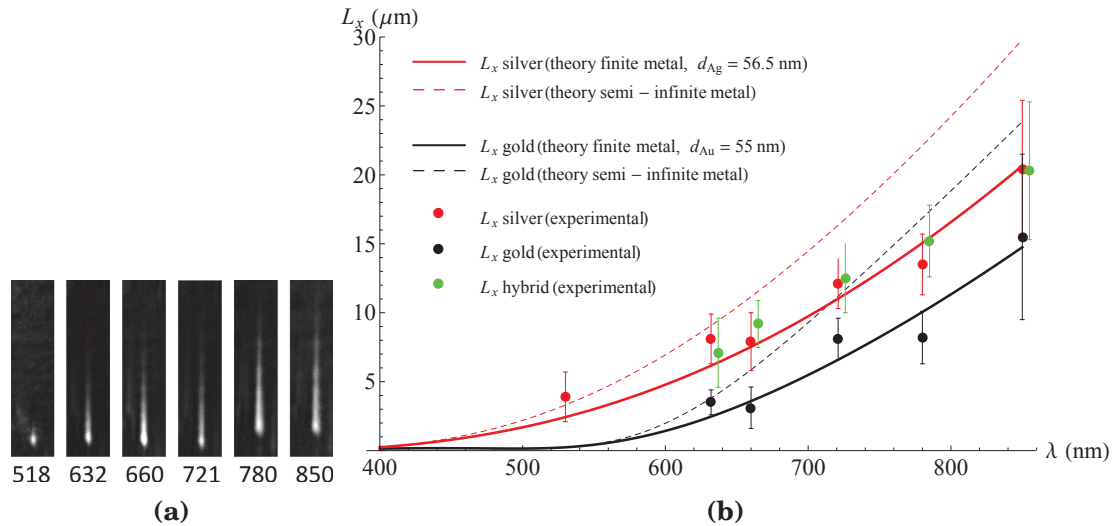 L_x (μm)
30
25
20
15
10
5
L_x silver (theory finite metal, d_Ag = 56.5 nm)
L_x silver (theory semi − infinite metal)
L_x gold (theory finite metal, d_Au = 55 nm)
L_x gold (theory semi − infinite metal)
L_x silver (experimental)
L_x gold (experimental)
L_x hybrid (experimental)
400 500 600 700 800 λ (nm)
518 632 660 721 780 850
(a) (b)